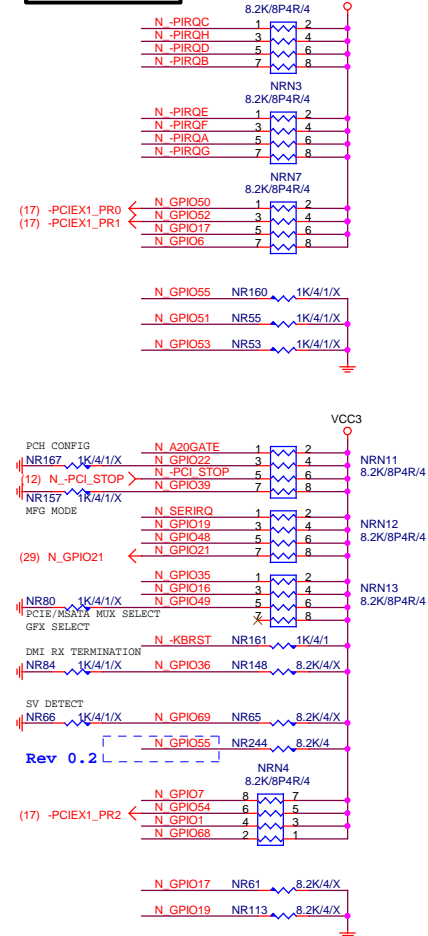 8.2K/8P4R/4
N_-PIRQC 1 2
N_-PIRQH 3 4
N_-PIRQD 5 6
N_-PIRQB 7 8
NRN3
8.2K/8P4R/4
N_-PIRQE 1 2
N_-PIRQF 3 4
N_-PIRQA 5 6
N_-PIRQG 7 8
NRN7
8.2K/8P4R/4
(17) -PCIEX1_PR0 N_GPIO50 1 2
(17) -PCIEX1_PR1 N_GPIO52 3 4
N_GPIO17 5 6
N_GPIO6 7 8
N_GPIO55 NR160 1K/4/1/X
N_GPIO51 NR55 1K/4/1/X
N_GPIO53 NR53 1K/4/1/X
VCC3
PCH CONFIG
N_A20GATE 1 2
NR167 1K/4/1/X N_GPIO22 3 4 NRN11
(12) N_-PCI_STOP N_-PCI_STOP 5 6 8.2K/8P4R/4
NR157 1K/4/1/X N_GPIO39 7 8
MFG MODE
N_SERIRQ 1 2
N_GPIO19 3 4 NRN12
N_GPIO48 5 6 8.2K/8P4R/4
(29) N_GPIO21 N_GPIO21 7 8
N_GPIO35 1 2
N_GPIO16 3 4 NRN13
NR80 1K/4/1/X N_GPIO49 5 6 8.2K/8P4R/4
PCIE/MSATA MUX SELECT 7 8
GFX SELECT
N_-KBRST NR161 1K/4/1
DMI RX TERMINATION
NR84 1K/4/1/X N_GPIO36 NR148 8.2K/4/X
SV DETECT
NR66 1K/4/1/X N_GPIO69 NR65 8.2K/4/X
Rev 0.2 N_GPIO55 NR244 8.2K/4
NRN4
8.2K/8P4R/4
N_GPIO7 8 7
(17) -PCIEX1_PR2 N_GPIO54 6 5
N_GPIO1 4 3
N_GPIO68 2 1
N_GPIO17 NR61 8.2K/4/X
N_GPIO19 NR113 8.2K/4/X